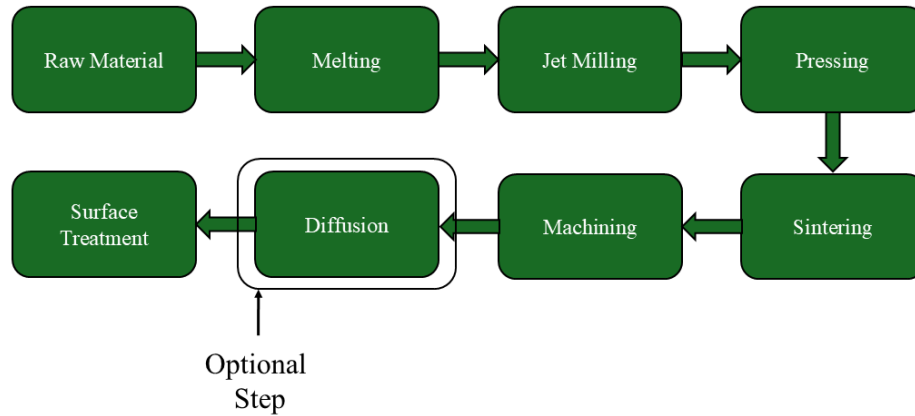 Raw Material
Melting
Jet Milling
Pressing
Surface
Treatment
Diffusion
Machining
Sintering
Optional
Step